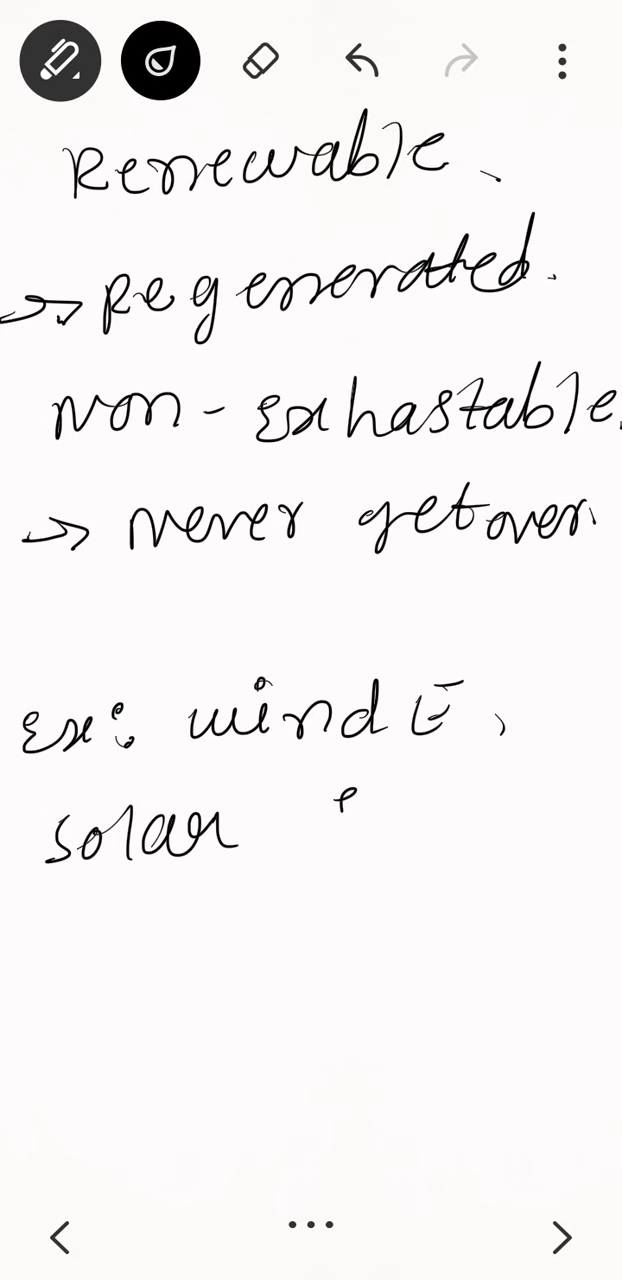 Renewable.
→ Regenerated.
Non - Exhastable.
→ Never getover.
Ex: wind E,
solar